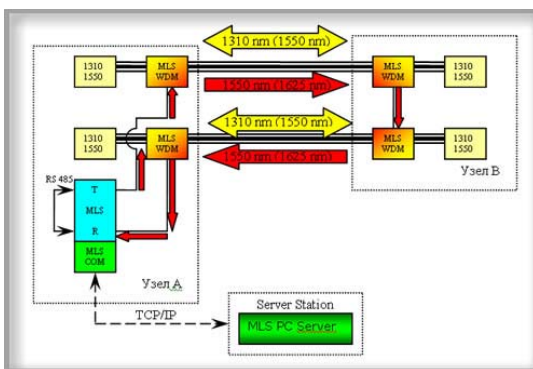 1310 nm (1550 nm)
1310
1550
MLS
WDM
MLS
WDM
1310
1550
1550 nm (1625 nm)
1310 nm (1550 nm)
1310
1550
MLS
WDM
MLS
WDM
1310
1550
1550 nm (1625 nm)
RS 485
T
MLS
R
MLS
COM
Узел В
Узел А
TCP/IP
Server Station
MLS PC Server